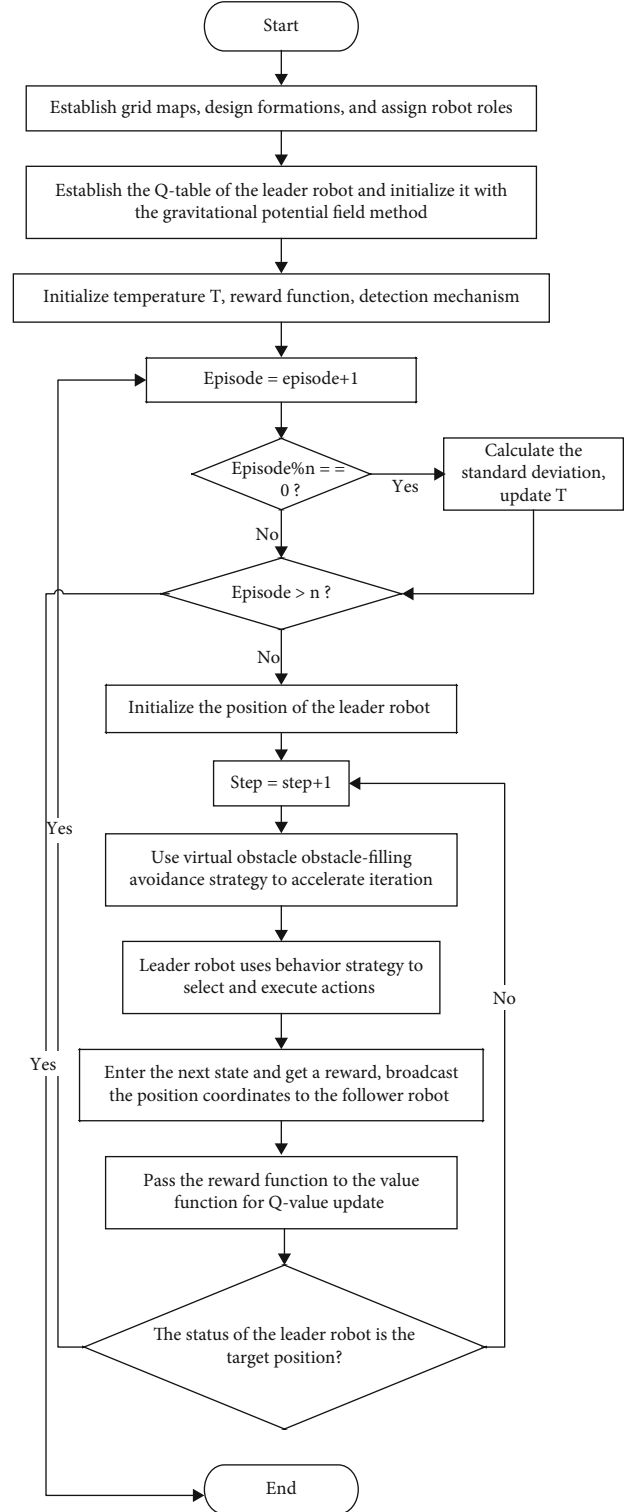 Start
Establish grid maps, design formations, and assign robot roles
Establish the Q-table of the leader robot and initialize it with
the gravitational potential field method
Initialize temperature T, reward function, detection mechanism
Episode = episode+1
Episode%n = =
0 ?
Yes
Calculate the
standard deviation,
update T
No
Episode > n ?
No
Initialize the position of the leader robot
Step = step+1
Yes
Use virtual obstacle obstacle-filling
avoidance strategy to accelerate iteration
Leader robot uses behavior strategy to
select and execute actions
No
Yes
Enter the next state and get a reward, broadcast
the position coordinates to the follower robot
Pass the reward function to the value
function for Q-value update
The status of the leader robot is the
target position?
End